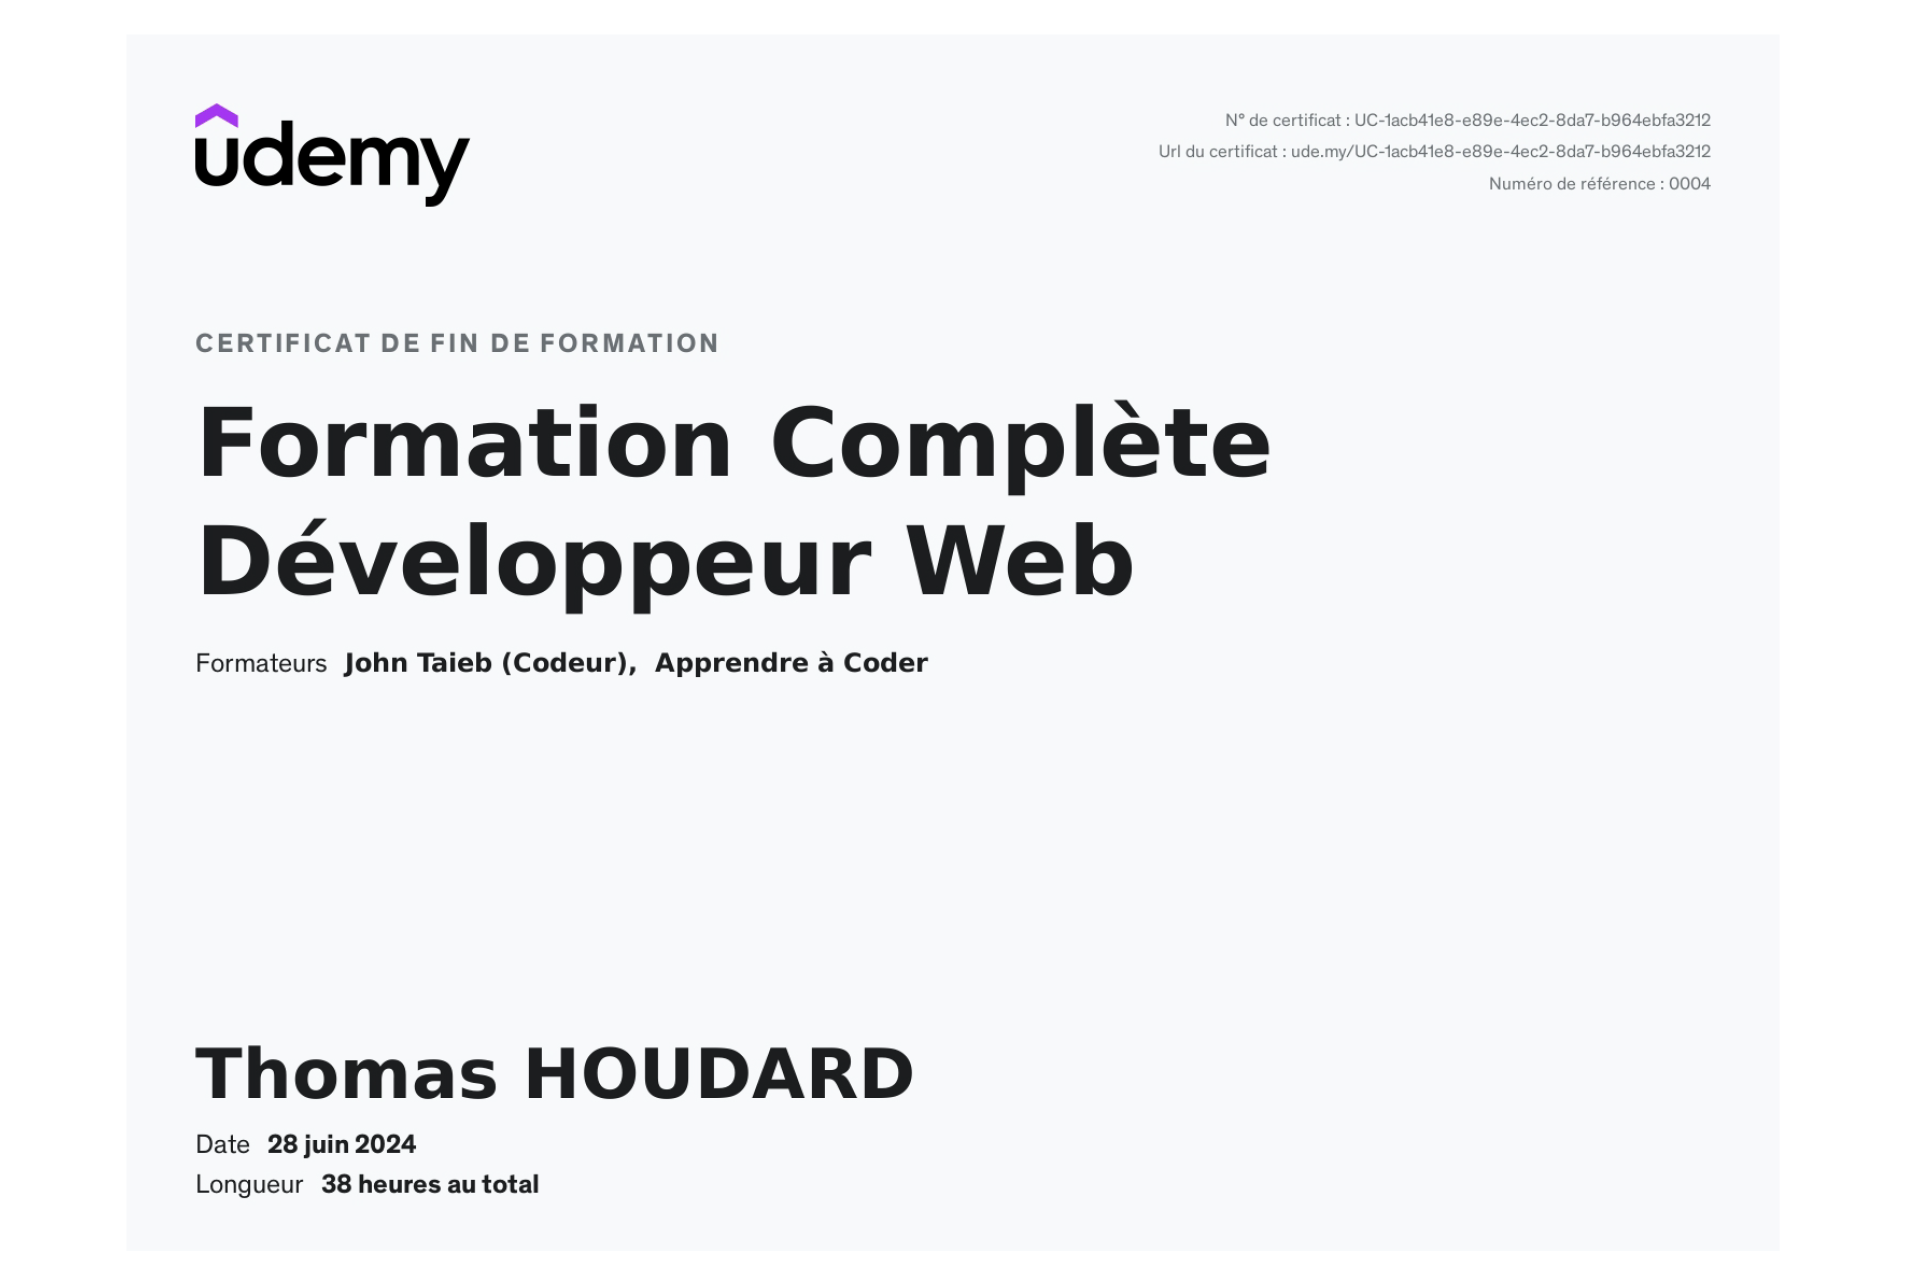 udemy
N° de certificat : UC-1acb41e8-e89e-4ec2-8da7-b964ebfa3212
Url du certificat : ude.my/UC-1acb41e8-e89e-4ec2-8da7-b964ebfa3212
Numéro de référence : 0004
CERTIFICAT DE FIN DE FORMATION
Formation Complète
Développeur Web
Formateurs John Taieb (Codeur), Apprendre à Coder
Thomas HOUDARD
Date 28 juin 2024
Longueur 38 heures au total